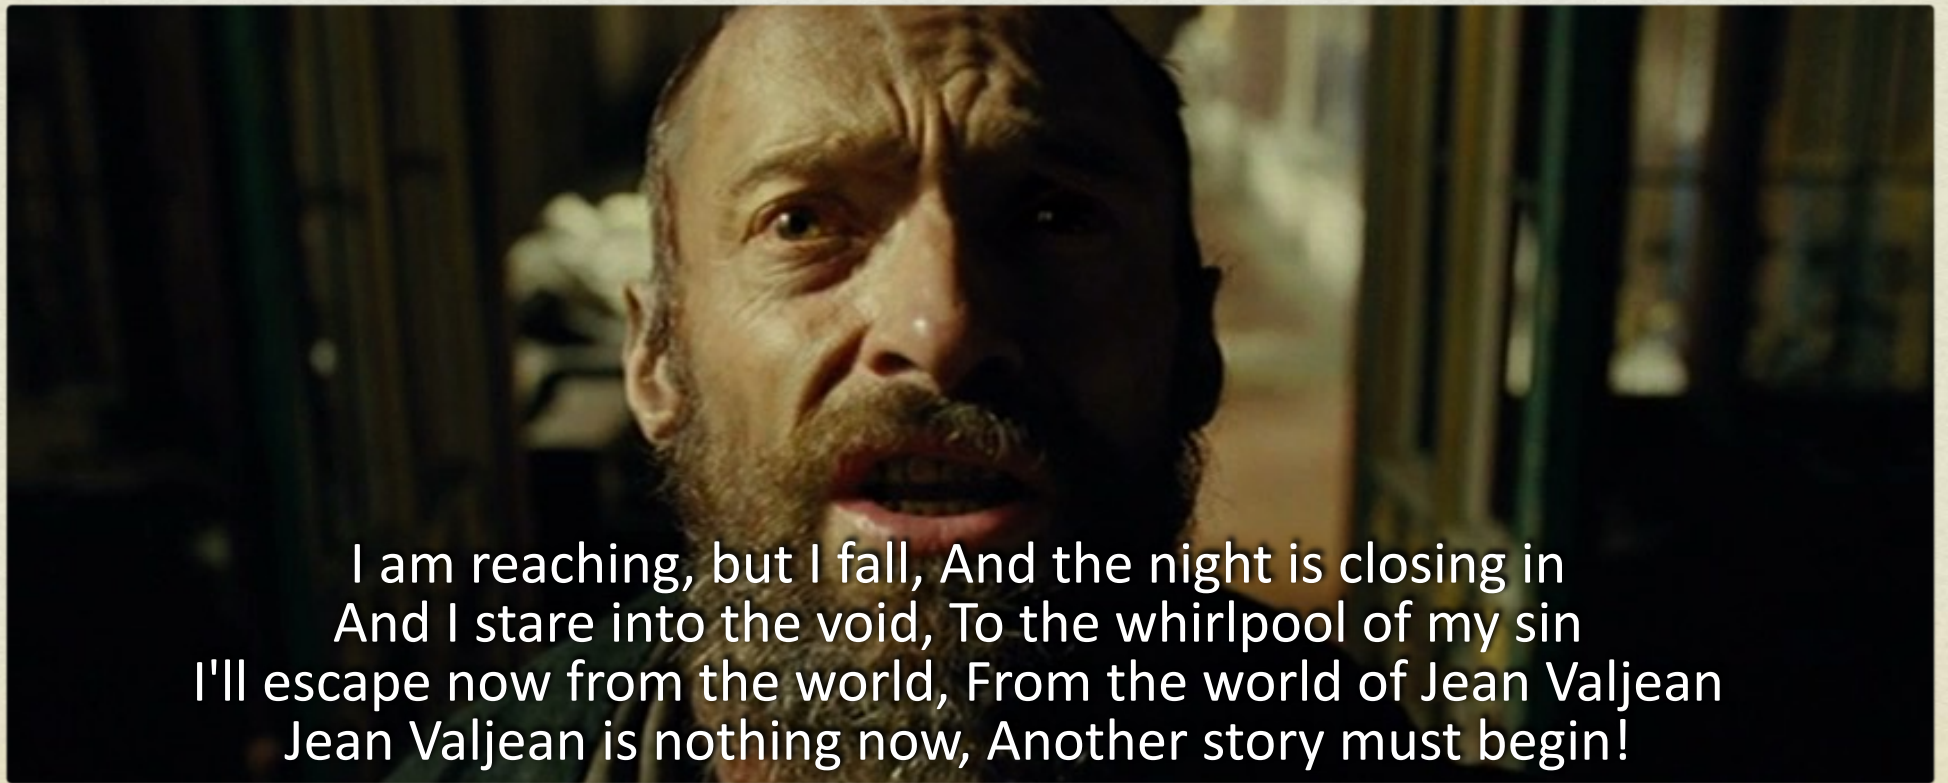 I am reaching, but I fall, And the night is closing in
And I stare into the void, To the whirlpool of my sin
I'll escape now from the world, From the world of Jean Valjean
Jean Valjean is nothing now, Another story must begin!